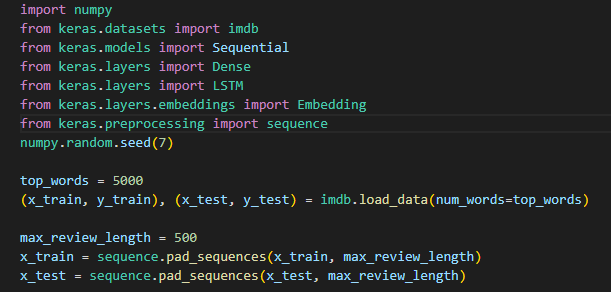 import numpy
from keras.datasets import imdb
from keras.models import Sequential
from keras.layers import Dense
from keras.layers import LSTM
from keras.layers.embeddings import Embedding
from keras.preprocessing import sequence
numpy.random.seed(7)
top_words = 5000
(x_train, y_train), (x_test, y_test) = imdb.load_data(num_words=top_words)
max_review_length = 500
x_train = sequence.pad_sequences(x_train, max_review_length)
x_test = sequence.pad_sequences(x_test, max_review_length)